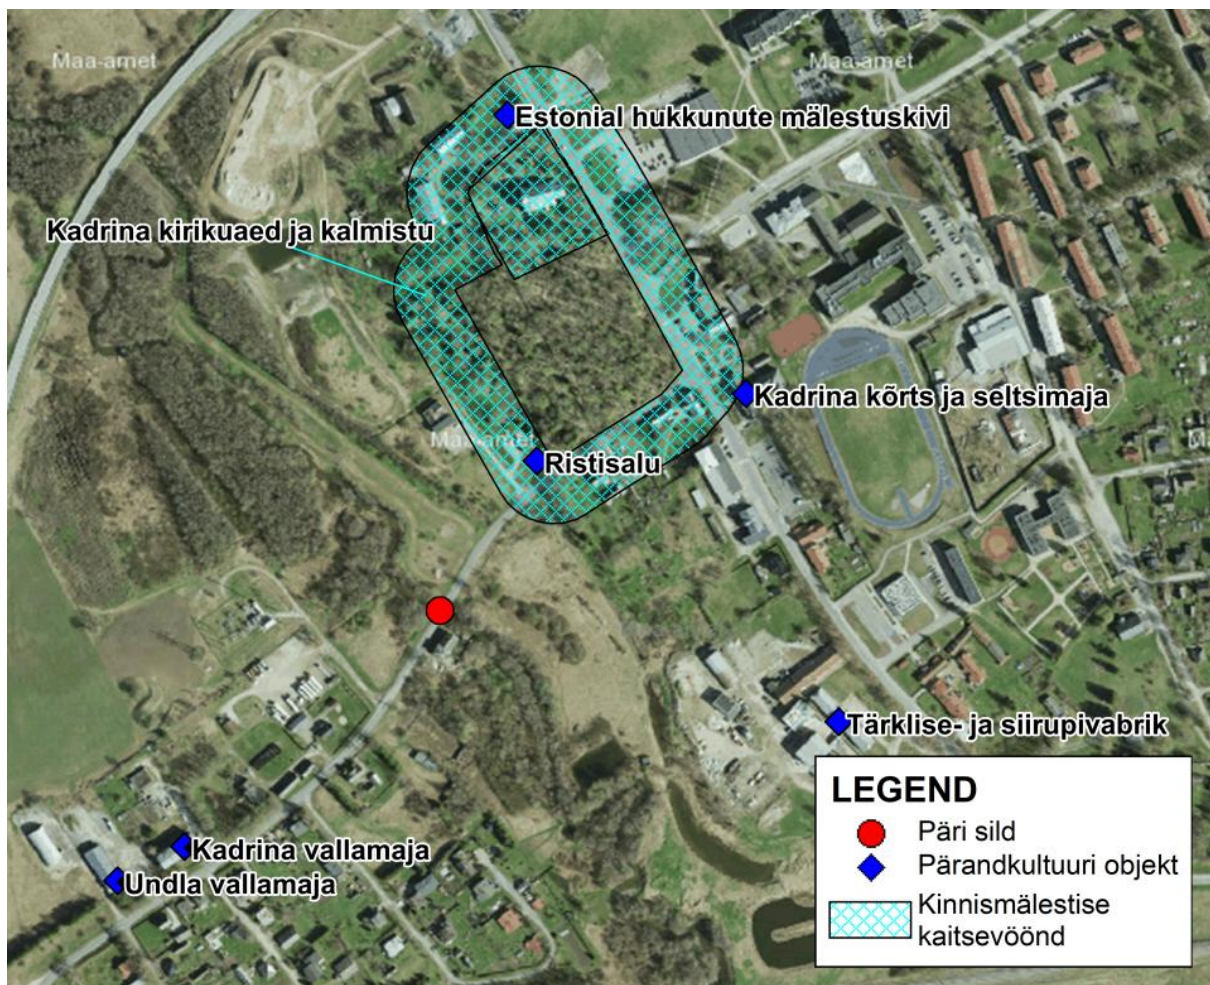 Maa-amet
Maa-amet
Estonial hukkunute mälestuskivi
Kadrina kirikuaed ja kalmistu
Kadrina kõrts ja seltsimaja
Maa-amet
Ma
Ristisalu
Tärklise- ja siirupivabrik
Kadrina vallamaja
Undla vallamaja
LEGEND
Päri sild
Pärandkultuuri objekt
Kinnismälestise
kaitsevöönd